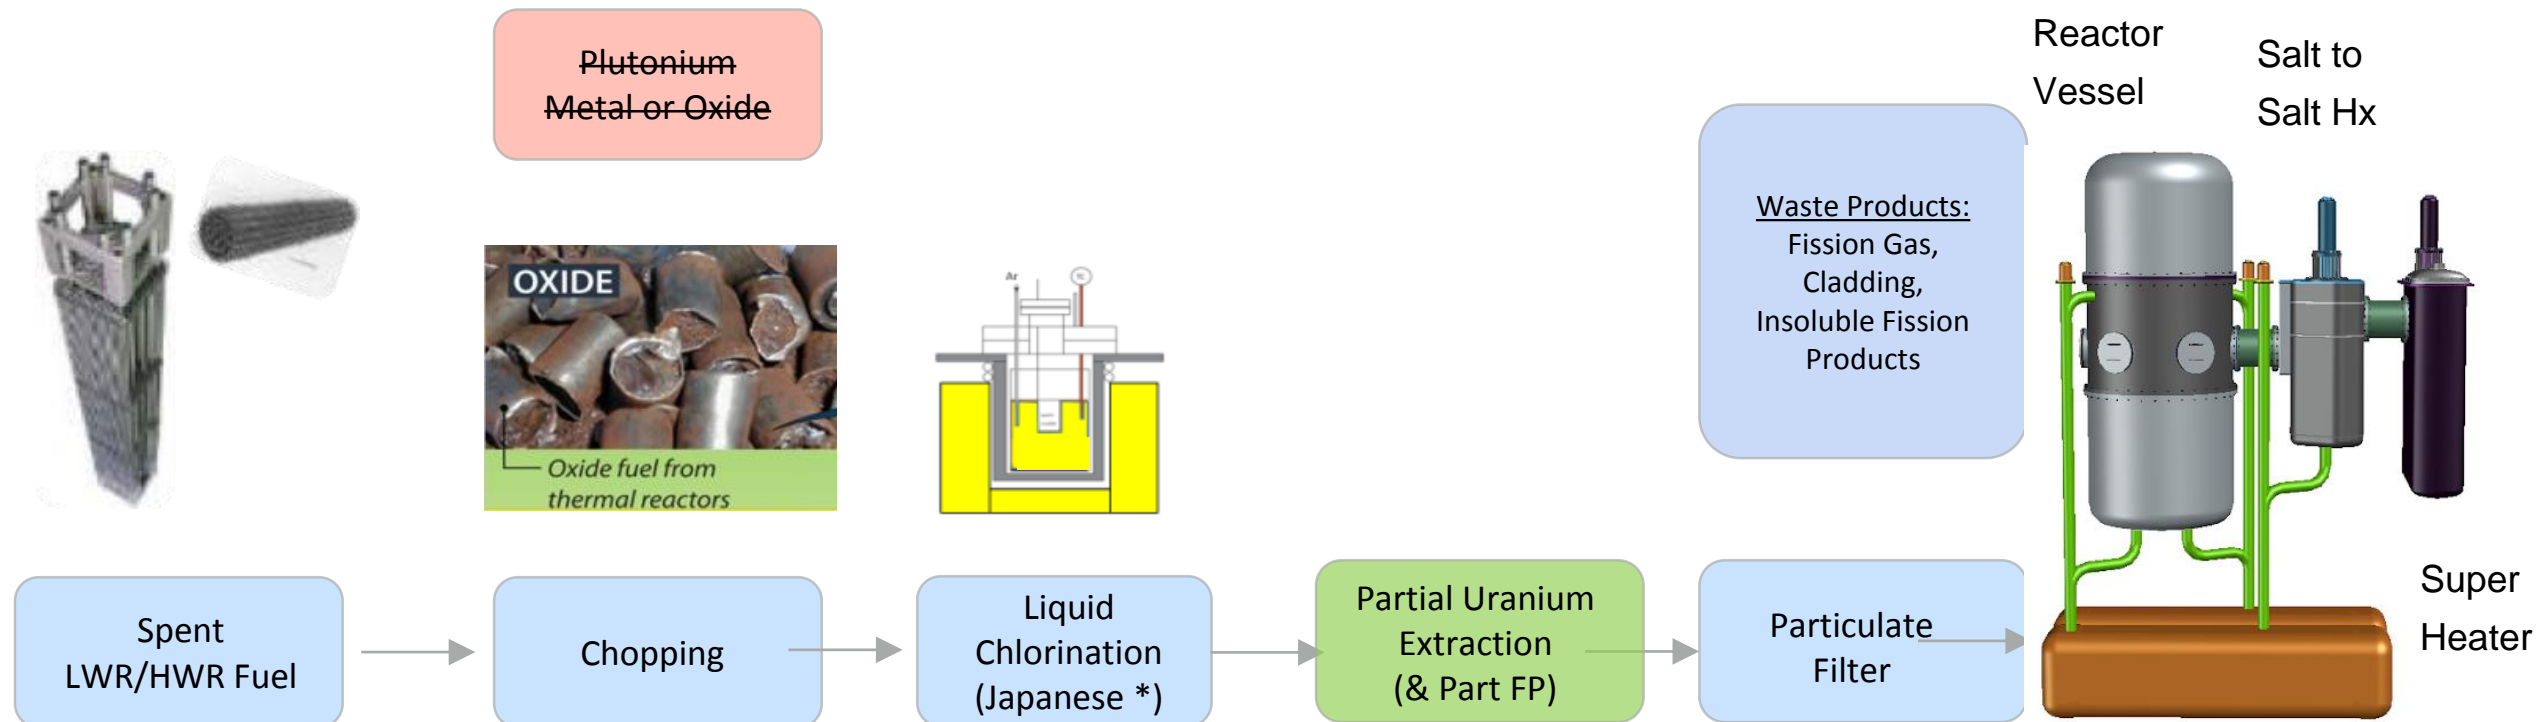 Plutonium
Metal or Oxide
Reactor
Vessel
Salt to
Salt Hx
Waste Products:
Fission Gas,
Cladding,
Insoluble Fission
Products
OXIDE
Oxide fuel from
thermal reactors
Ar
Spent
LWR/HWR Fuel
Chopping
Liquid
Chlorination
(Japanese *)
Partial Uranium
Extraction
(& Part FP)
Particulate
Filter
Super
Heater